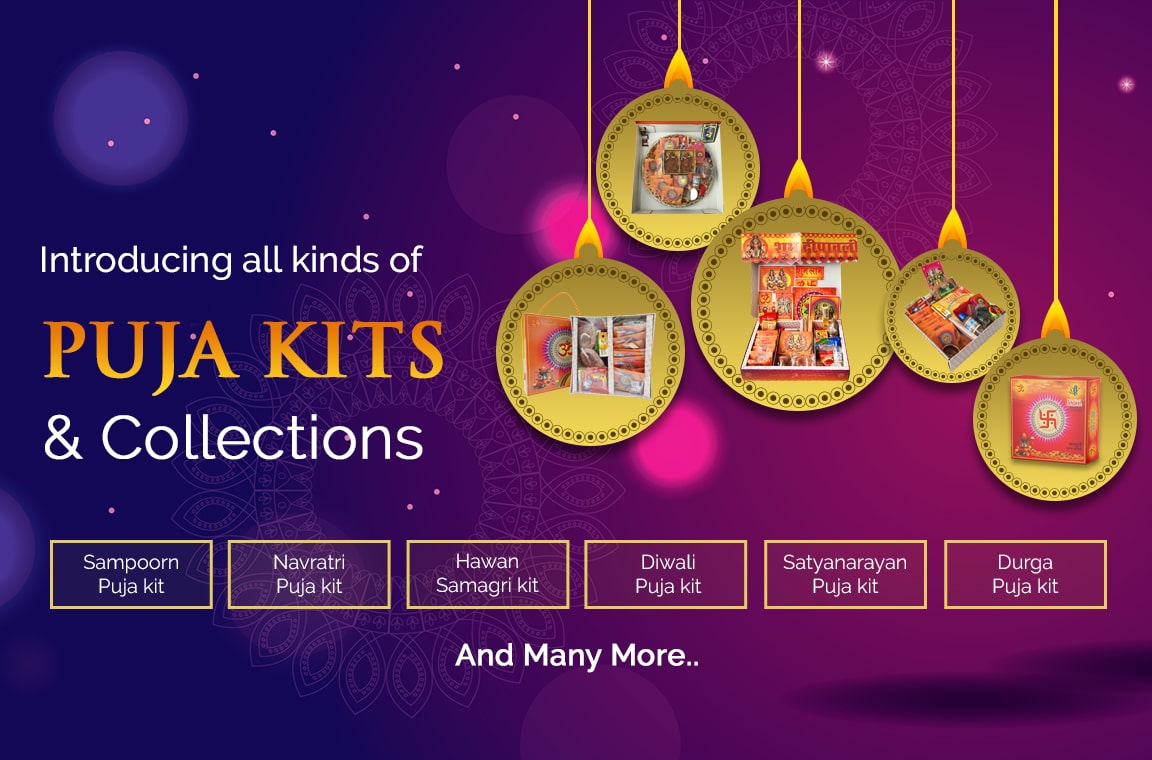 Introducing all kinds of
PUJA KITS
& Collections
शुभ दीपावली
Sampoorn
Puja kit
Navratri
Puja kit
Hawan
Samagri kit
Diwali
Puja kit
Satyanarayan
Puja kit
Durga
Puja kit
And Many More..